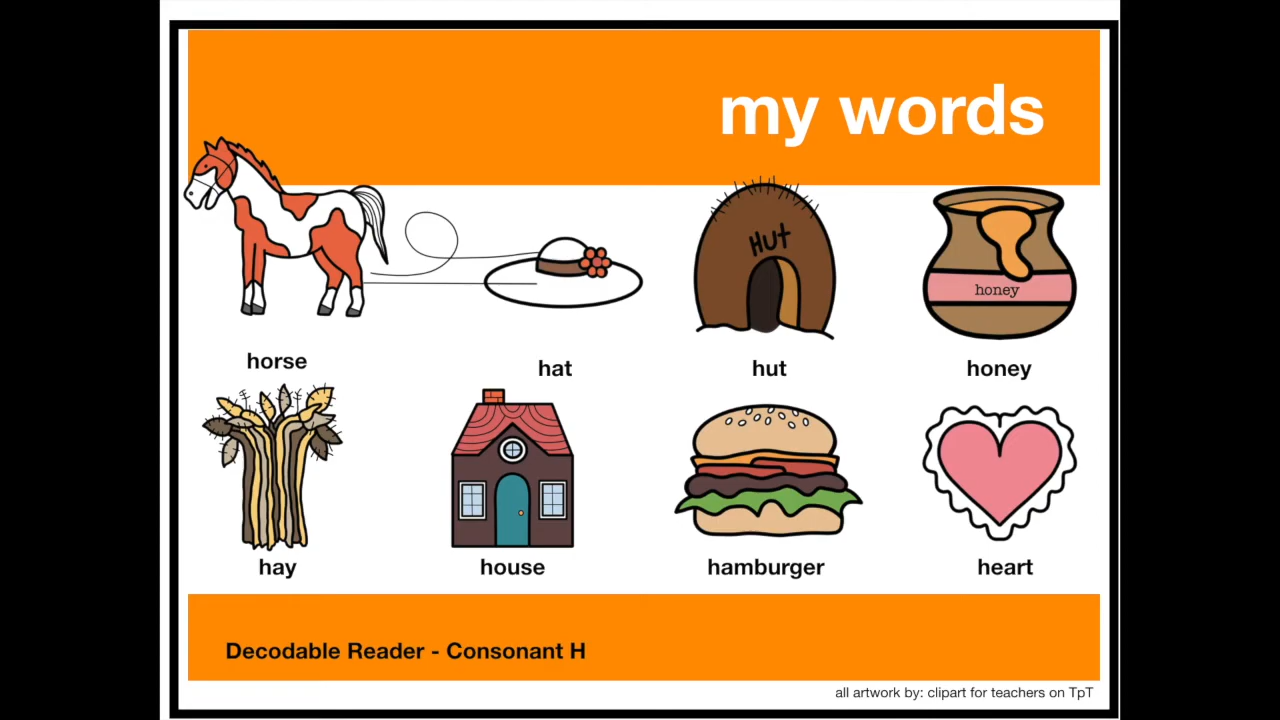 my words
HUT
honey
horse
hat
hut
honey
hay
house
hamburger
heart
Decodable Reader - Consonant H
all artwork by: clipart for teachers on TpT